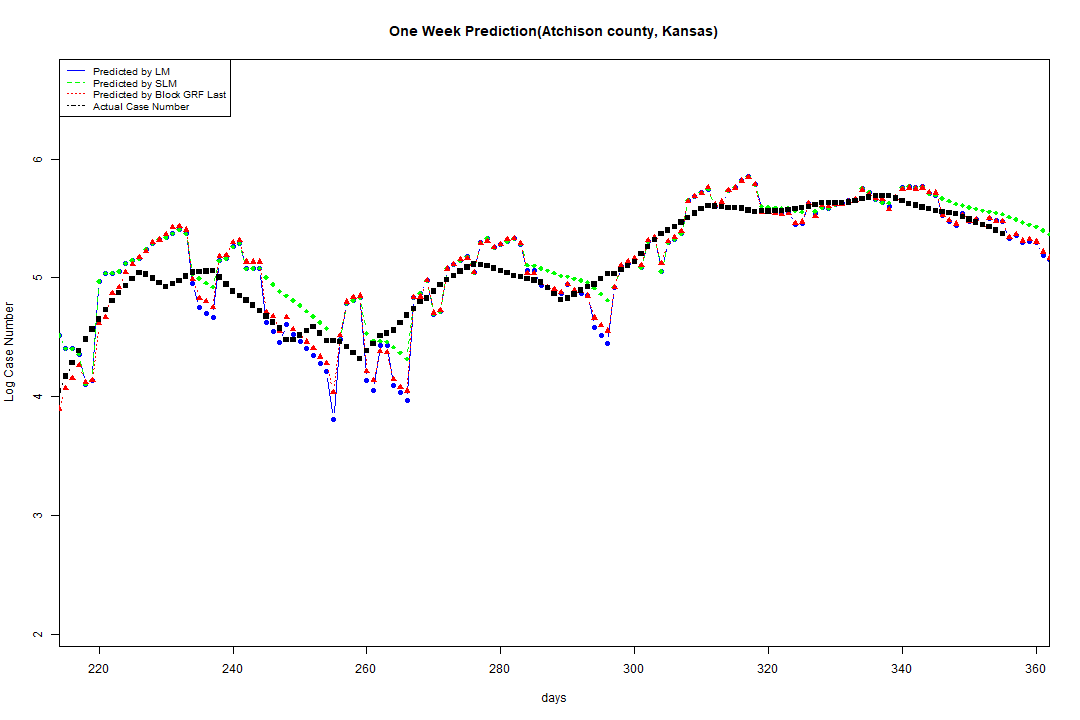 One Week Prediction(Atchison county, Kansas)
Predicted by LM
Predicted by SLM
Predicted by Block GRF Last
Actual Case Number
6
5
4
3
2
Log Case Number
220 240 260 280 300 320 340 360
days